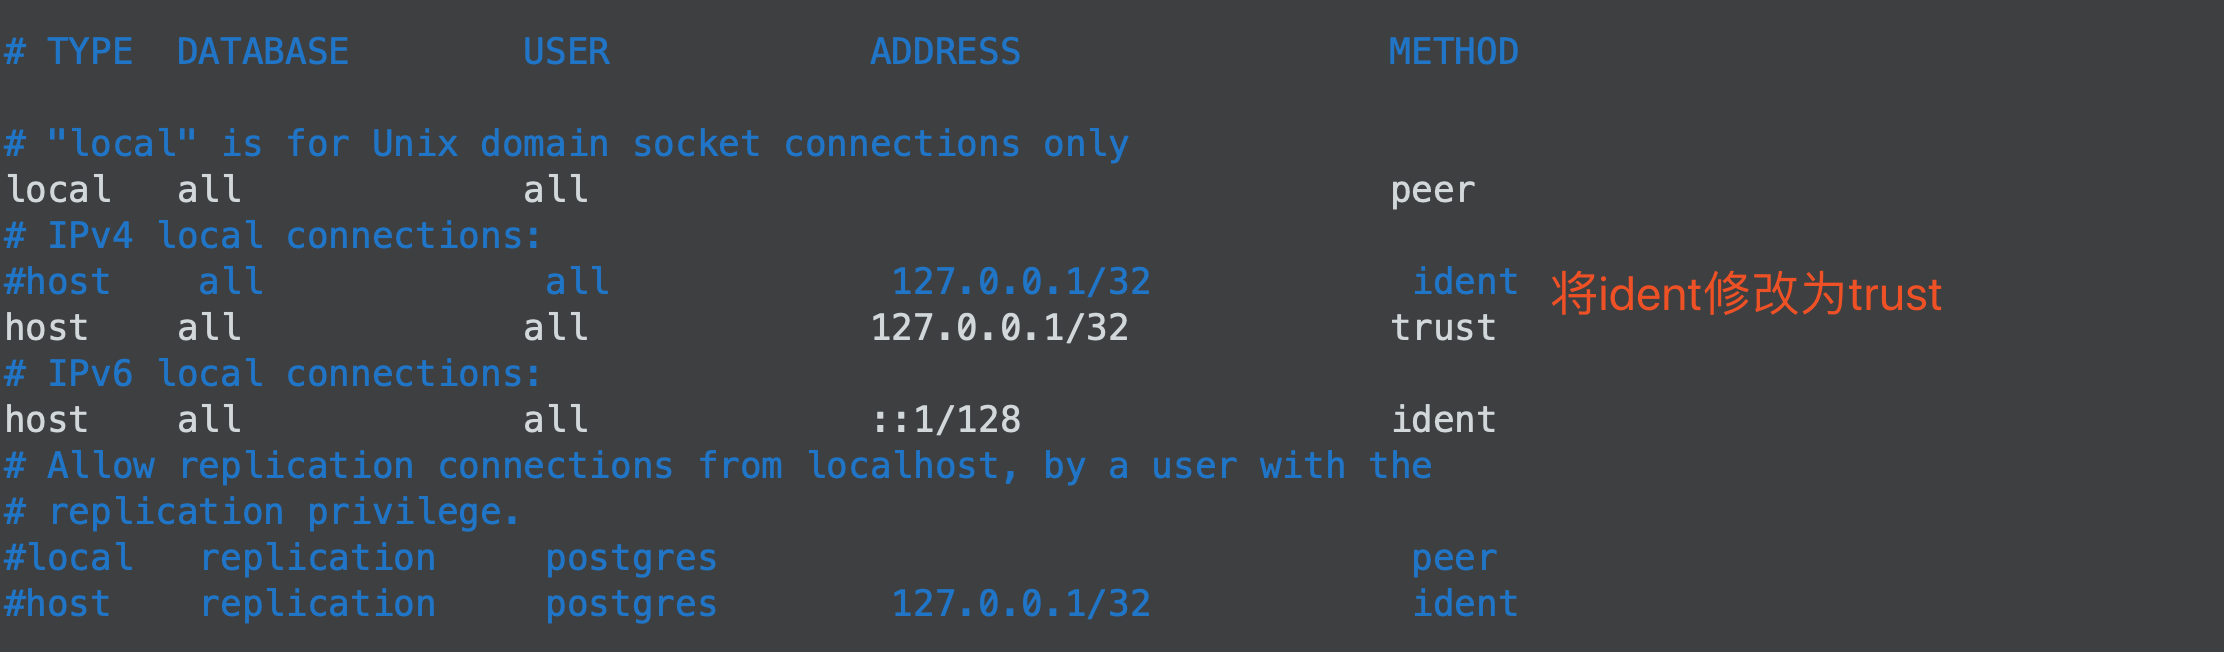 # TYPE  DATABASE        USER            ADDRESS                 METHOD
# "local" is for Unix domain socket connections only
local   all             all                                     peer
# IPv4 local connections:
#host    all             all             127.0.0.1/32            ident
将ident修改为trust
host    all             all             127.0.0.1/32            trust
# IPv6 local connections:
host    all             all             ::1/128                 ident
# Allow replication connections from localhost, by a user with the
# replication privilege.
#local   replication     postgres                                peer
#host    replication     postgres        127.0.0.1/32            ident